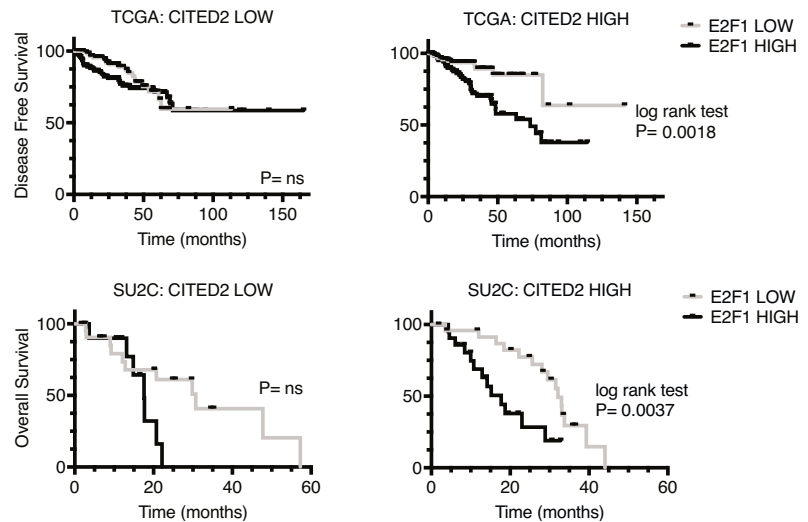 TCGA: CITED2 LOW
Disease Free Survival
100
50
0
P= ns
0 50 100 150
Time (months)
TCGA: CITED2 HIGH
100
50
0
0 50 100 150
Time (months)
E2F1 LOW
E2F1 HIGH
log rank test
P= 0.0018
SU2C: CITED2 LOW
Overall Survival
100
50
0
P= ns
0 20 40 60
Time (months)
SU2C: CITED2 HIGH
100
50
0
0 20 40 60
Time (months)
E2F1 LOW
E2F1 HIGH
log rank test
P= 0.0037